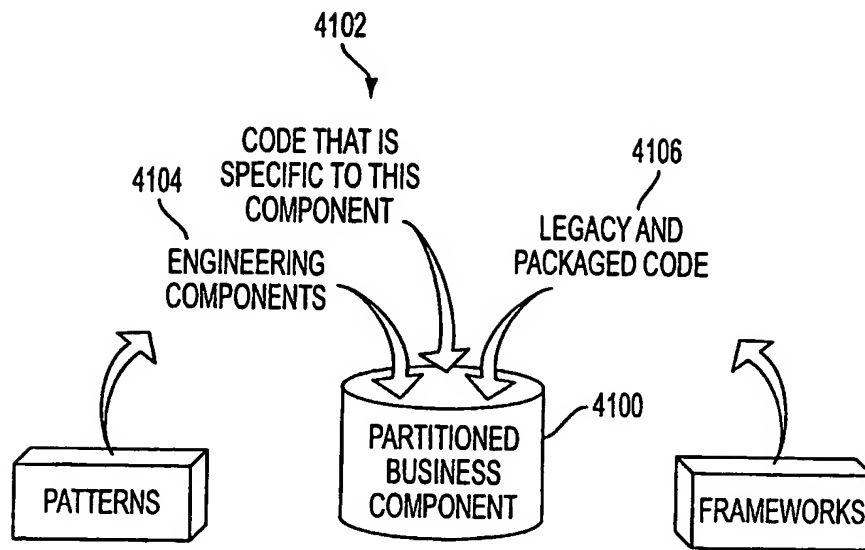 4102
CODE THAT IS
SPECIFIC TO THIS
COMPONENT
4104
ENGINEERING
COMPONENTS
4106
LEGACY AND
PACKAGED CODE
4100
PARTITIONED
BUSINESS
COMPONENT
PATTERNS
FRAMEWORKS